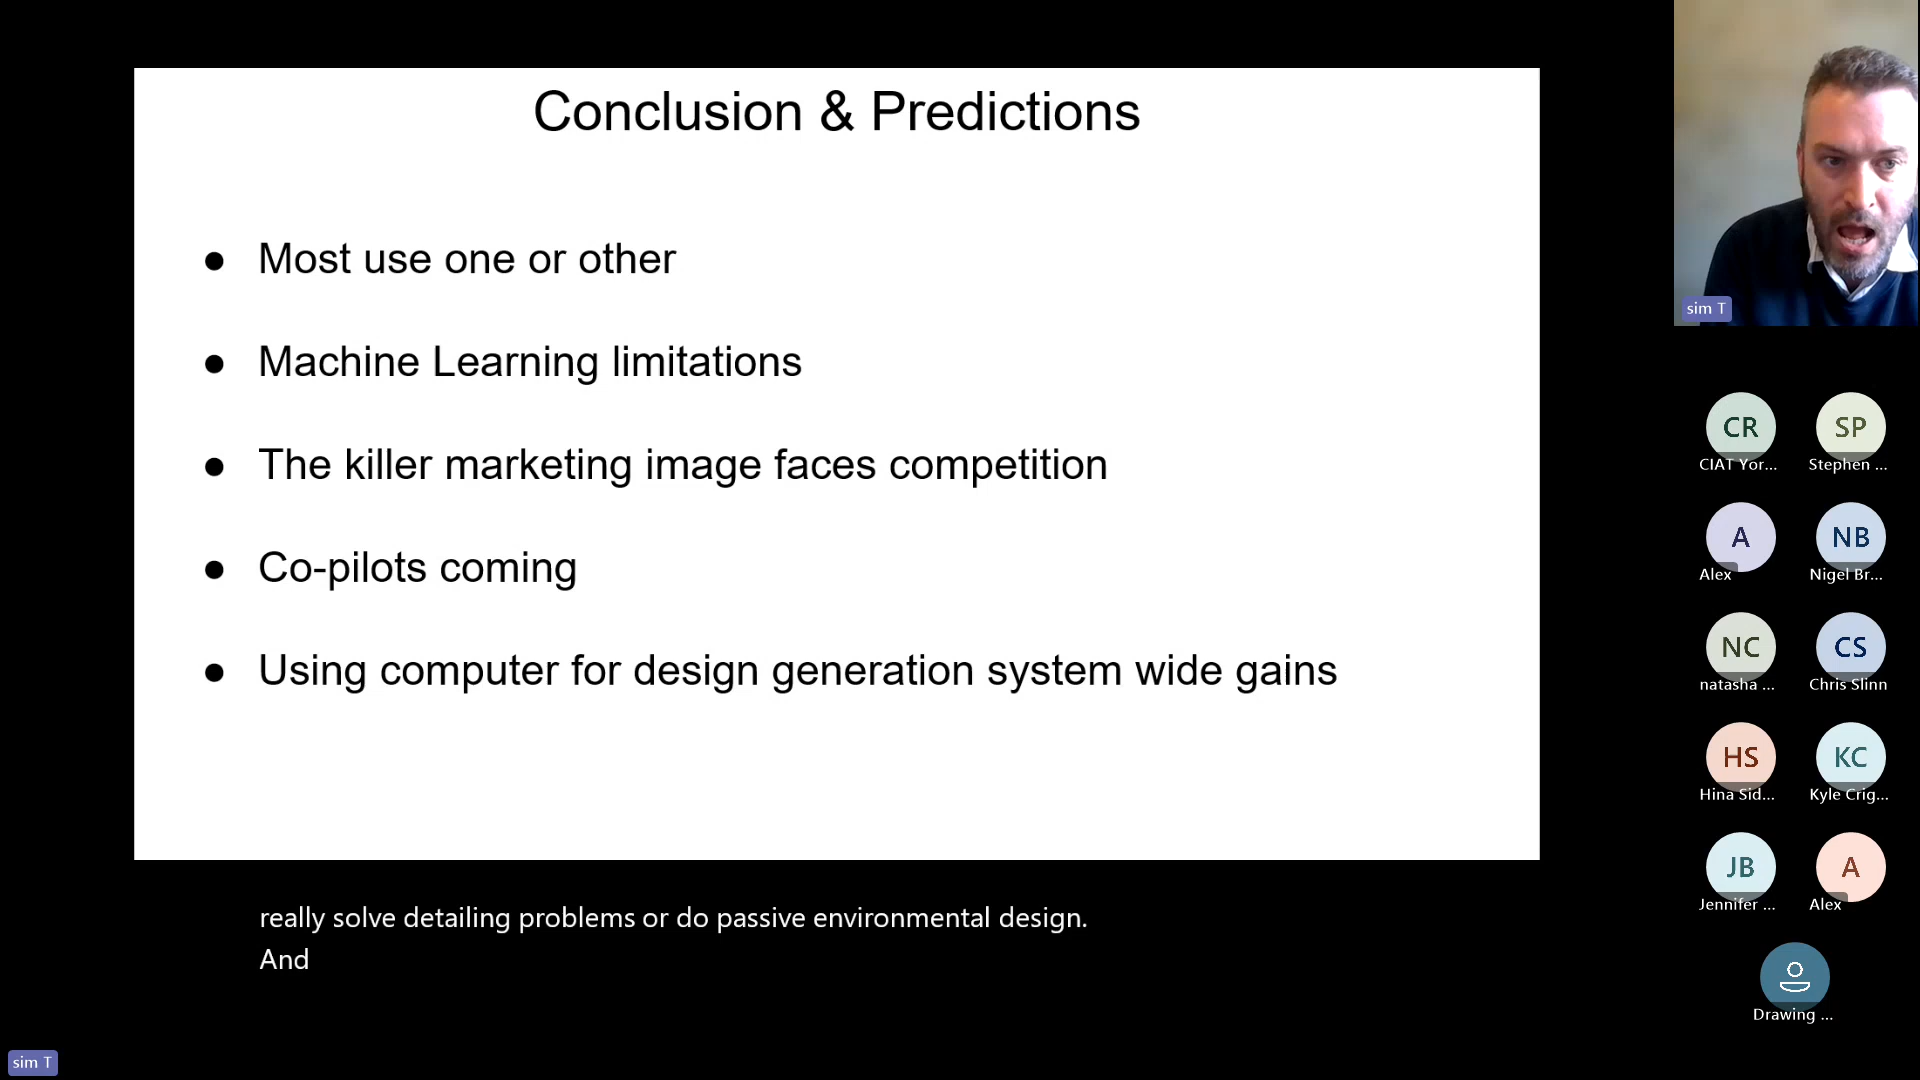 Conclusion & Predictions
● Most use one or other
● Machine Learning limitations
● The killer marketing image faces competition
● Co-pilots coming
● Using computer for design generation system wide gains
really solve detailing problems or do passive environmental design.
And
sim T
sim T
CR
CIAT Yor...
SP
Stephen ...
A
Alex
NB
Nigel Br...
NC
natasha ...
CS
Chris Slinn
HS
Hina Sid...
KC
Kyle Crig...
JB
Jennifer ...
A
Alex
Drawing ...